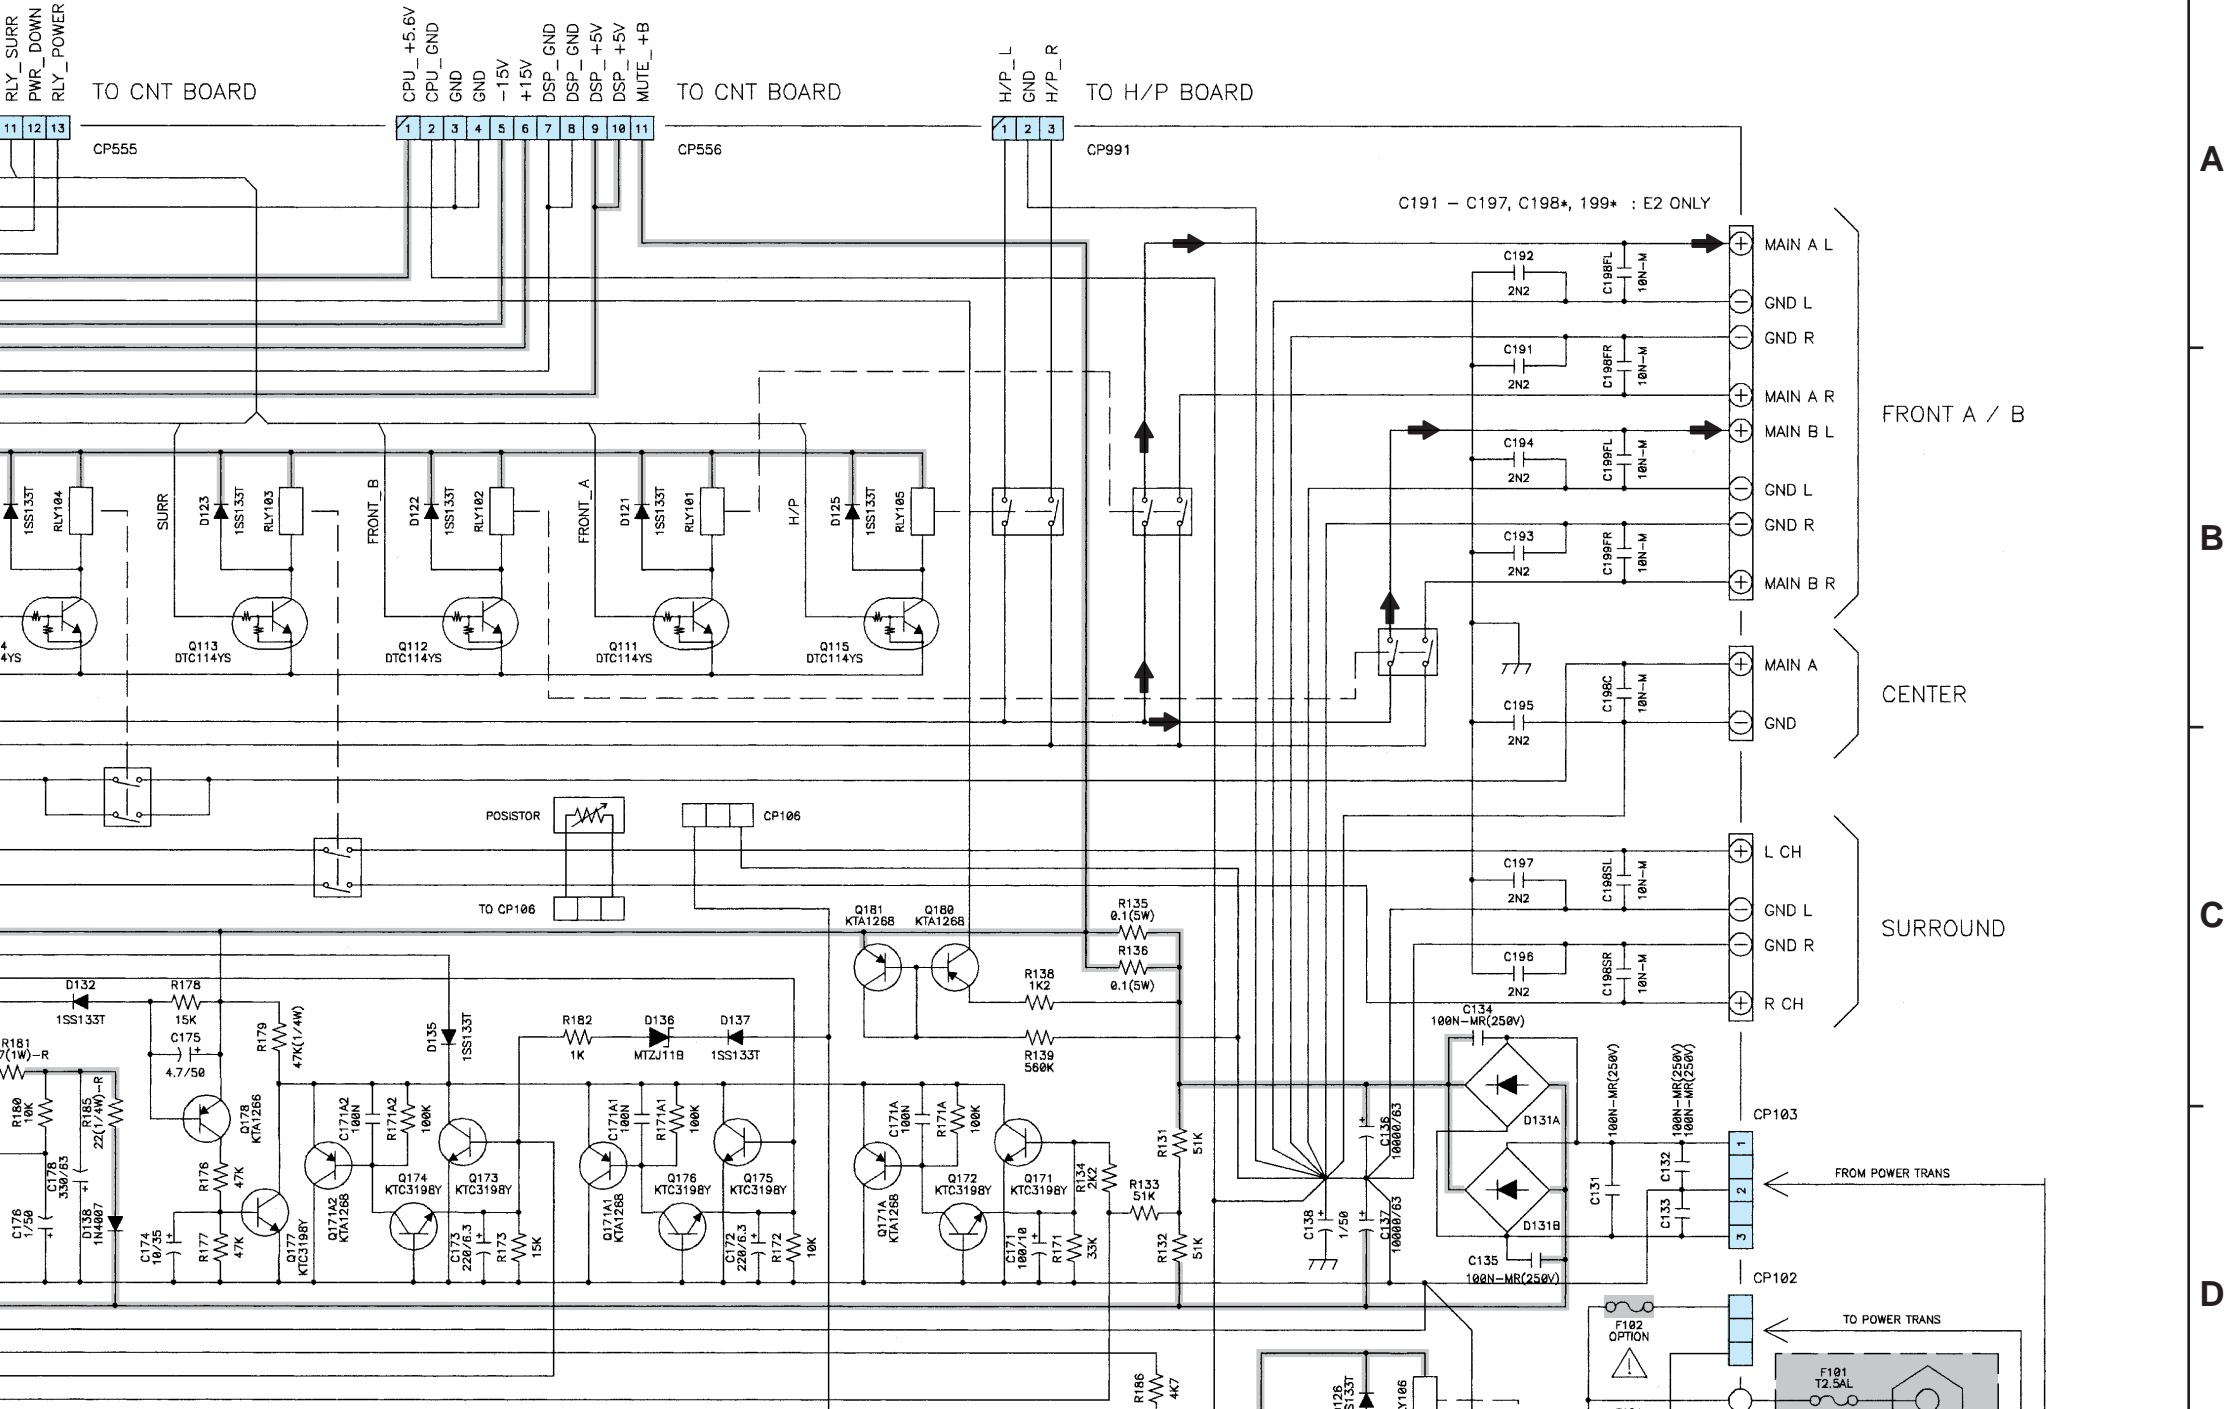 RLY_SURR
PWR_DOWN
RLY_POWER
TO CNT BOARD
CPU_+5.6V
CPU_GND
GND
GND
-15V
+15V
DSP_GND
DSP_GND
DSP_+5V
DSP_+5V
MUTE_+B
TO CNT BOARD
H/P_L
GND
H/P_R
TO H/P BOARD
11 12 13
CP555
1 2 3 4 5 6 7 8 9 10 11
CP556
1 2 3
CP991
A
C191 – C197, C198*, 199* : E2 ONLY
MAIN A L
C192
2N2
C198FL
10N-M
GND L
GND R
C191
2N2
C198FR
10N-M
MAIN A R
FRONT A / B
MAIN B L
C194
2N2
C199FL
10N-M
GND L
GND R
C193
2N2
C199FR
10N-M
MAIN B R
B
1SS133T
RLY104
SURR
D123
1SS133T
RLY103
FRONT_B
D122
1SS133T
RLY102
FRONT_A
D121
1SS133T
RLY101
H/P
D125
1SS133T
RLY105
4
4YS
Q113
DTC114YS
Q112
DTC114YS
Q111
DTC114YS
Q115
DTC114YS
MAIN A
C198C
10N-M
CENTER
C195
2N2
GND
POSISTOR
CP106
TO CP106
L CH
C197
2N2
C198SL
10N-M
GND L
SURROUND
GND R
C196
2N2
C198SR
10N-M
R CH
C
Q181
KTA1268
Q180
KTA1268
R135
0.1(5W)
R136
0.1(5W)
R138
1K2
R139
560K
D132
1SS133T
R178
15K
C175
4.7/50
R179
47K(1/4W)
D135
1SS133T
R182
1K
D136
MTZJ11B
D137
1SS133T
C134
100N-MR(250V)
R181
7(1W)-R
R180
10K
R185
22(1/4W)-R
Q178
KTA1266
C171A2
100N
R171A2
100K
C171A1
100N
R171A1
100K
C171A
100N
R171A
100K
C136
10000/63
D131A
100N-MR(250V)
100N-MR(250V)
100N-MR(250V)
CP103
1
2
3
FROM POWER TRANS
C178
330/63
R176
47K
Q174
KTC3198Y
Q173
KTC3198Y
Q176
KTC3198Y
Q175
KTC3198Y
Q172
KTC3198Y
Q171
KTC3198Y
R134
2K2
R131
51K
R133
51K
C131
C132
C133
C176
1/50
D138
1N4007
C174
10/35
R177
47K
Q177
KTC3198Y
Q171A2
KTA1268
C173
220/6.3
R173
15K
Q171A1
KTA1268
C172
220/6.3
R172
10K
Q171A
KTA1268
C171
100/10
R171
33K
R132
51K
C138
1/50
C137
10000/63
D131B
C135
100N-MR(250V)
CP102
F102
OPTION
TO POWER TRANS
D
R186
4K7
F101
T2.5AL